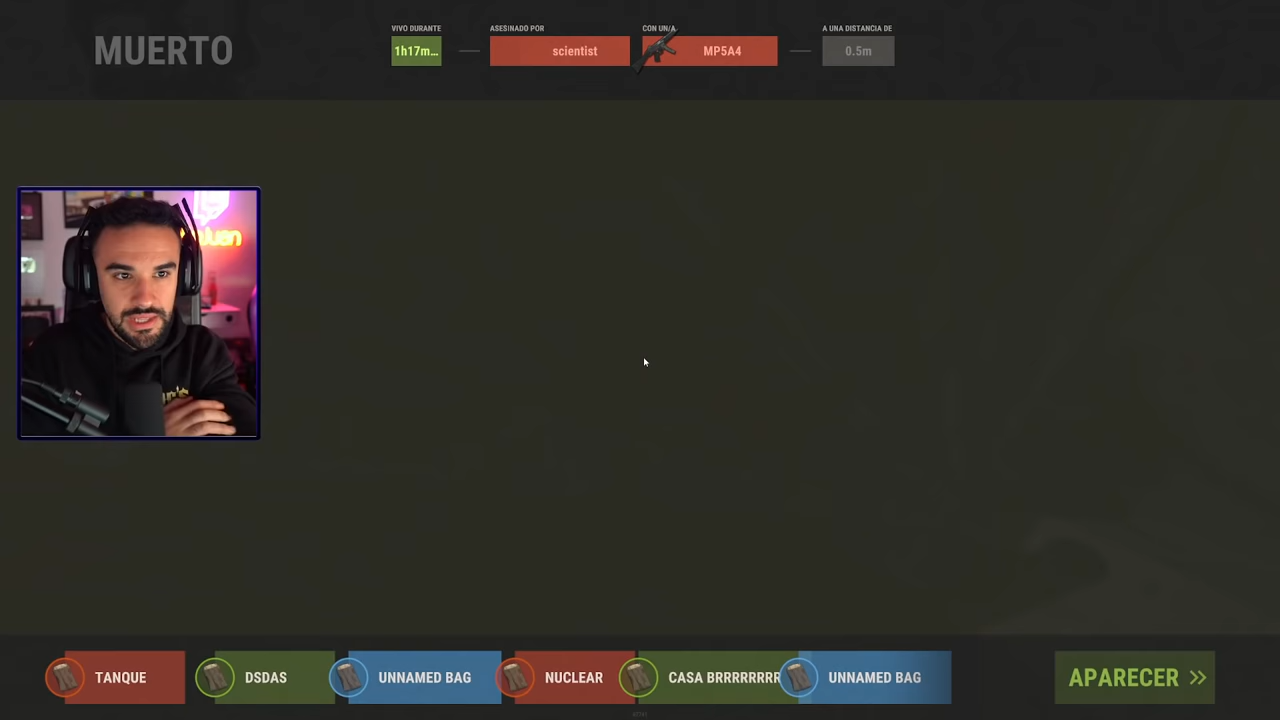 MUERTO
VIVO DURANTE
1h17m...
ASESINADO POR
scientist
CON UN/A
MP5A4
A UNA DISTANCIA DE
0.5m
TANQUE
DSDAS
UNNAMED BAG
NUCLEAR
CASA BRRRRRRRR
UNNAMED BAG
APARECER >>